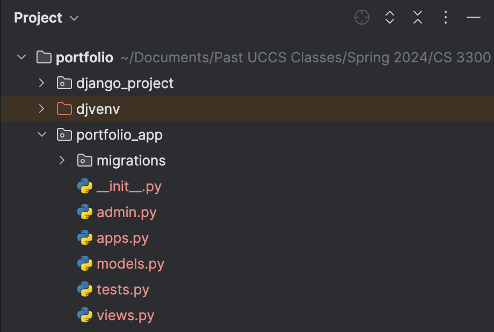 Project
portfolio ~/Documents/Past UCCS Classes/Spring 2024/CS 3300
django_project
djvenv
portfolio_app
migrations
__init__.py
admin.py
apps.py
models.py
tests.py
views.py